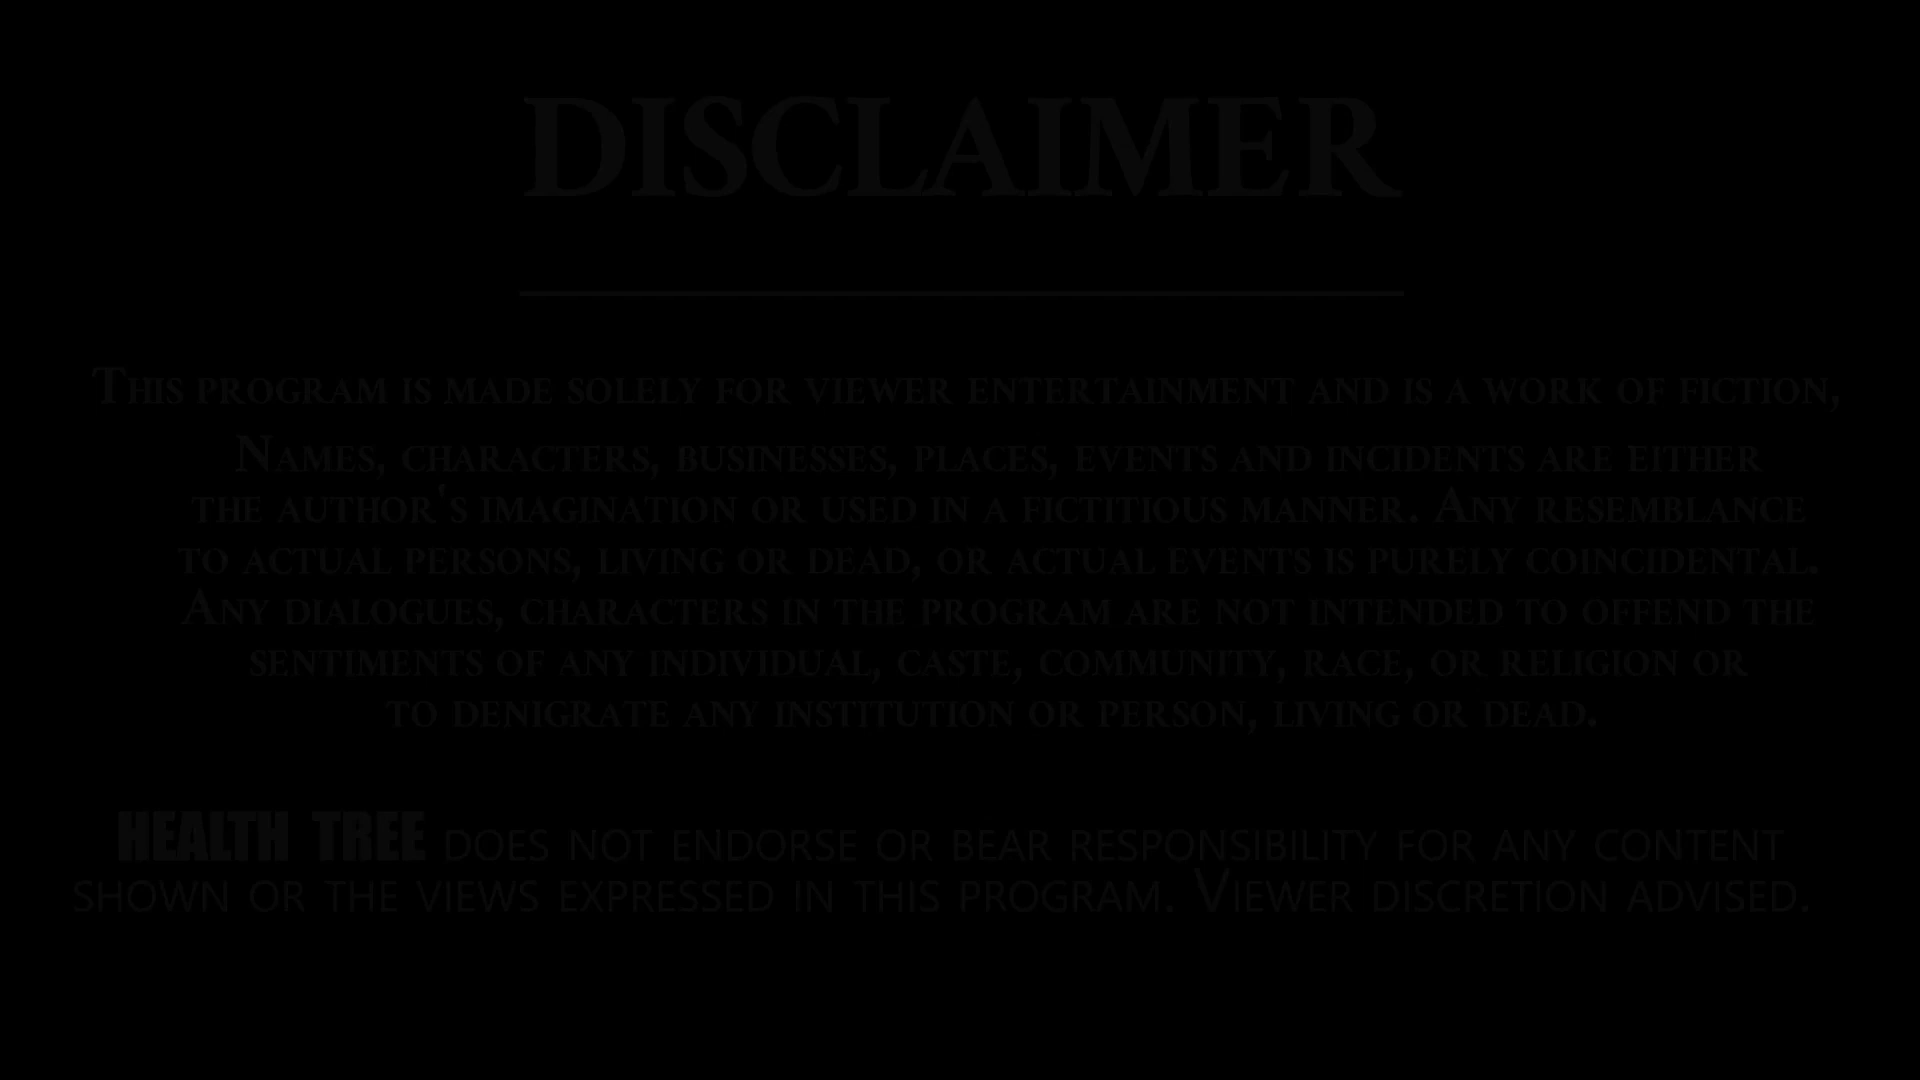 DISCLAIMER
This program is made solely for viewer entertainment and is a work of fiction,
Names, characters, businesses, places, events and incidents are either
the author's imagination or used in a fictitious manner. Any resemblance
to actual persons, living or dead, or actual events is purely coincidental.
Any dialogues, characters in the program are not intended to offend the
sentiments of any individual, caste, community, race, or religion or
to denigrate any institution or person, living or dead.
HEALTH TREE does not endorse or bear responsibility for any content
shown or the views expressed in this program. Viewer discretion advised.